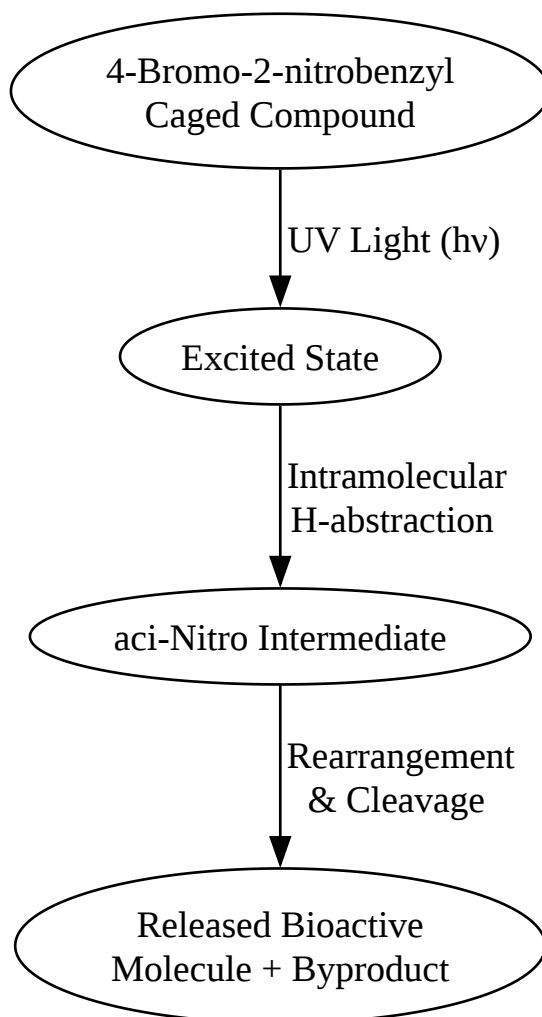 4-Bromo-2-nitrobenzyl
Caged Compound
UV Light (hν)
Excited State
Intramolecular
H-abstraction
aci-Nitro Intermediate
Rearrangement
& Cleavage
Released Bioactive
Molecule + Byproduct